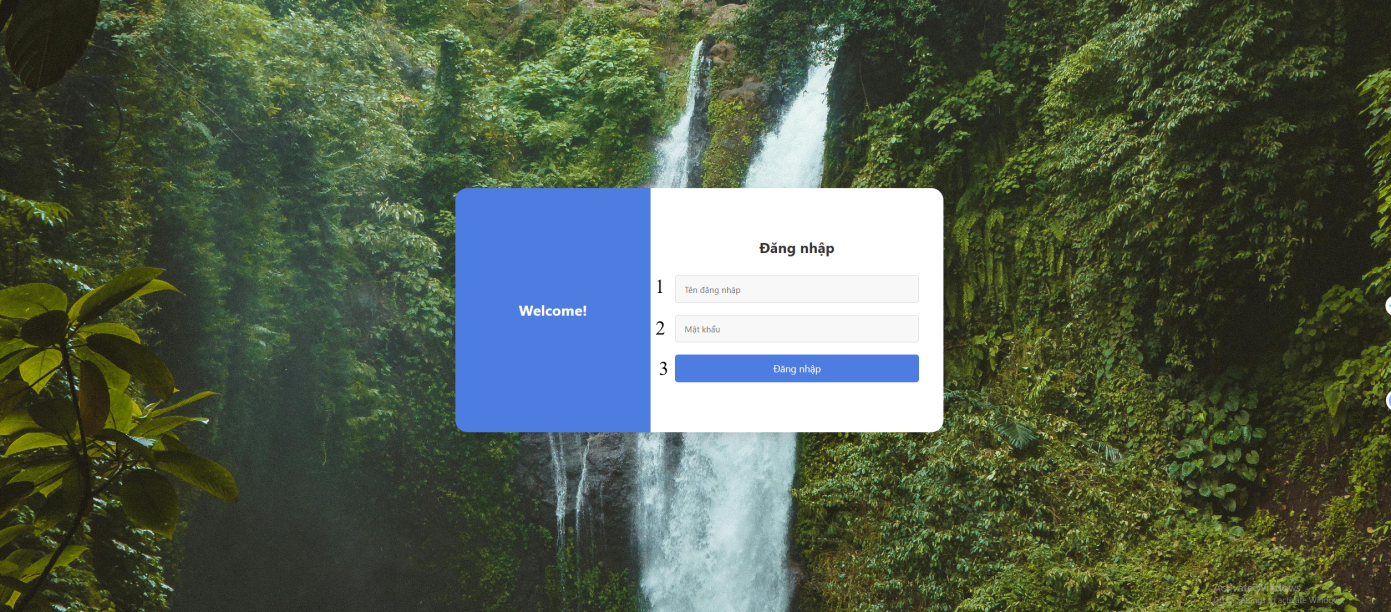 Đăng nhập
1 Tên đăng nhập
Welcome!
2 Mật khẩu
3 Đăng nhập